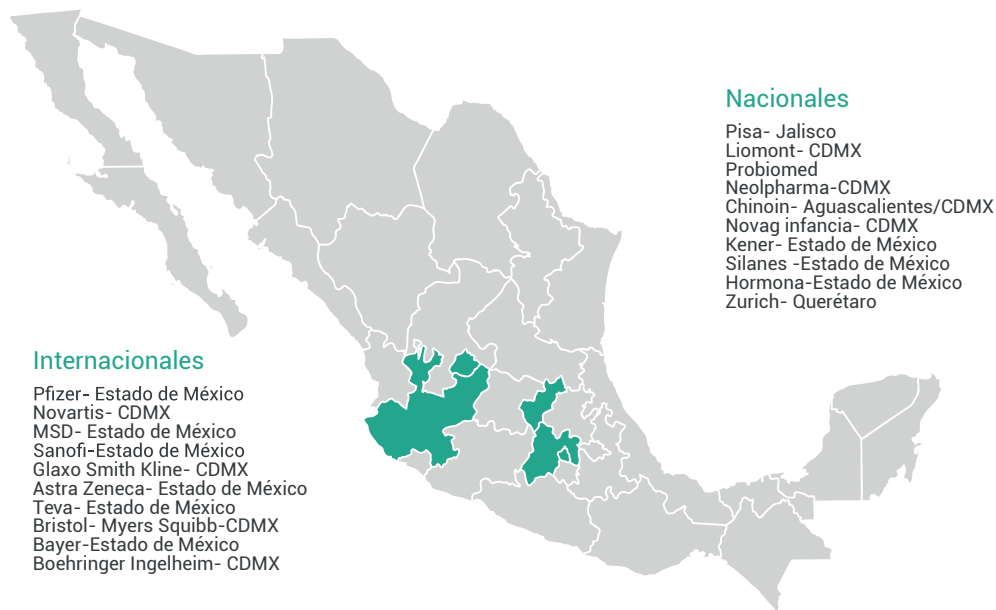 Nacionales
Pisa- Jalisco
Liomont- CDMX
Probiomed
Neolpharma-CDMX
Chinoin- Aguascalientes/CDMX
Novag infancia- CDMX
Kener- Estado de México
Silanes -Estado de México
Hormona-Estado de México
Zurich- Querétaro
Internacionales
Pfizer- Estado de México
Novartis- CDMX
MSD- Estado de México
Sanofi-Estado de México
Glaxo Smith Kline- CDMX
Astra Zeneca- Estado de México
Teva- Estado de México
Bristol- Myers Squibb-CDMX
Bayer-Estado de México
Boehringer Ingelheim- CDMX